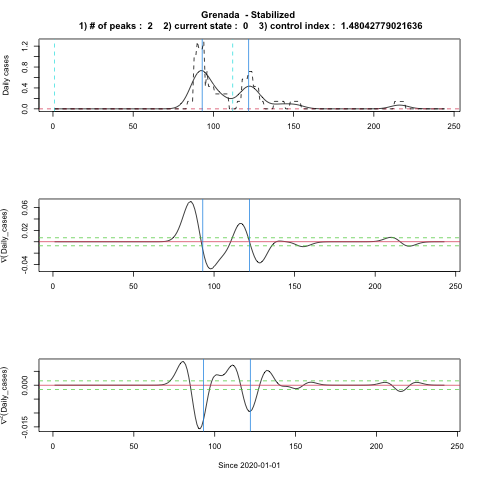 Grenada - Stabilized
1) # of peaks : 2 2) current state : 0 3) control index : 1.48042779021636
Daily cases
0.0 0.4 0.8 1.2
0 50 100 150 200 250
∇(Daily_cases)
-0.04 0.02 0.06
0 50 100 150 200 250
∇²(Daily_cases)
-0.015 0.000
0 50 100 150 200 250
Since 2020-01-01